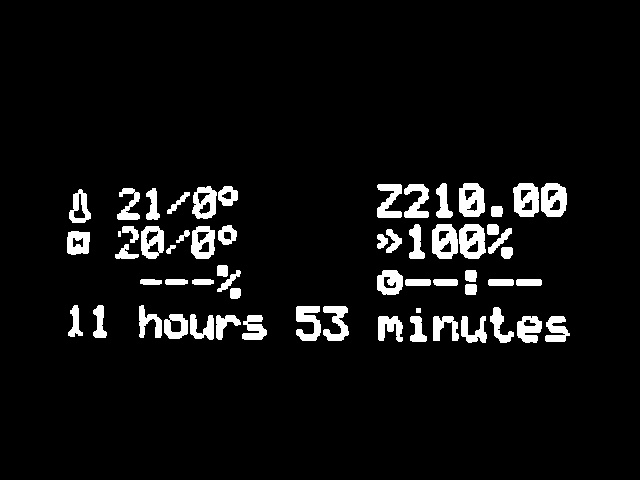 21/0° Z210.00
20/0° »100%
---% --:--
11 hours 53 minutes